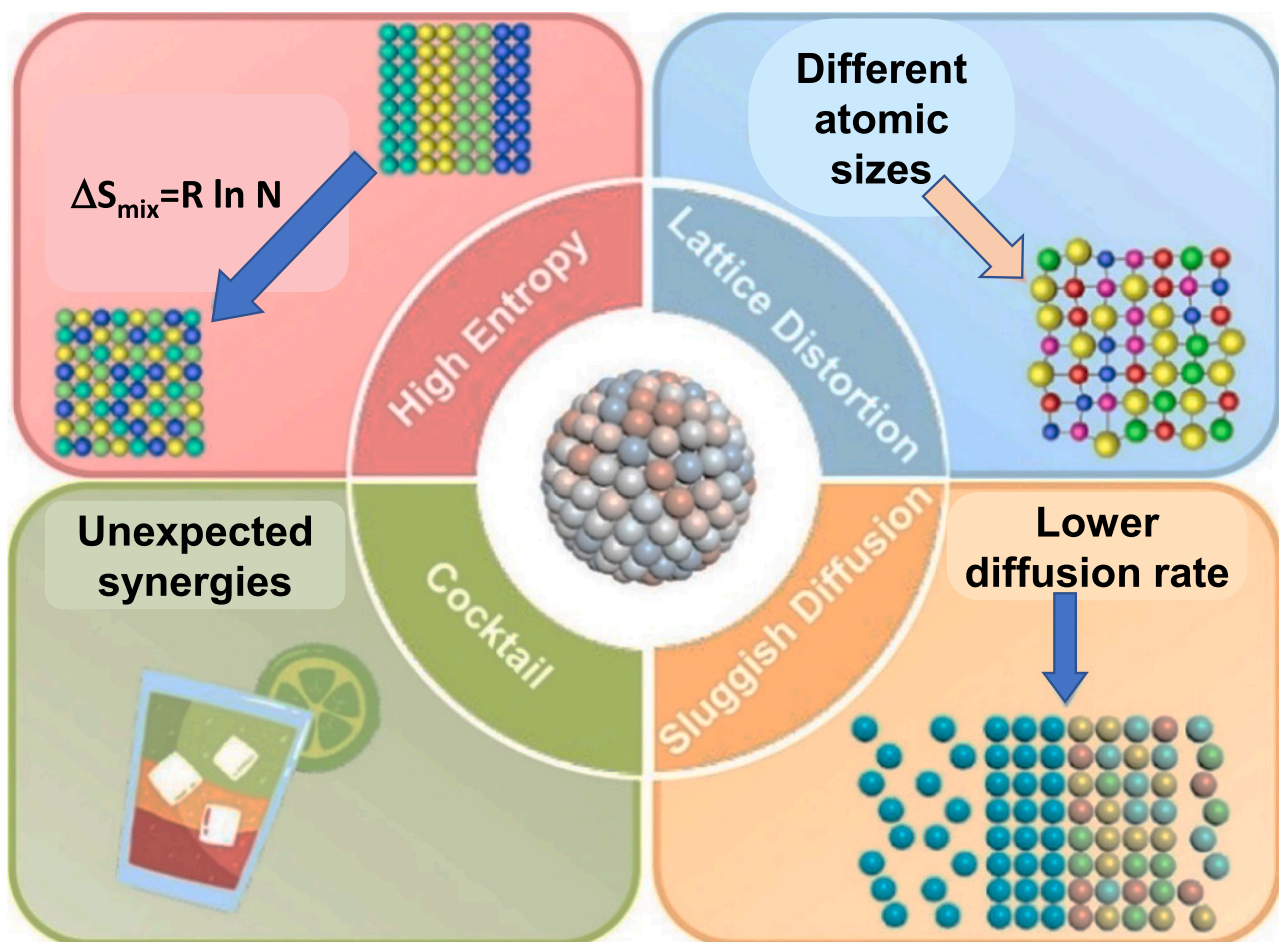 ΔSmix=R ln N
High Entropy
Different
atomic
sizes
Lattice Distortion
Unexpected
synergies
Cocktail
Lower
diffusion rate
Sluggish Diffusion